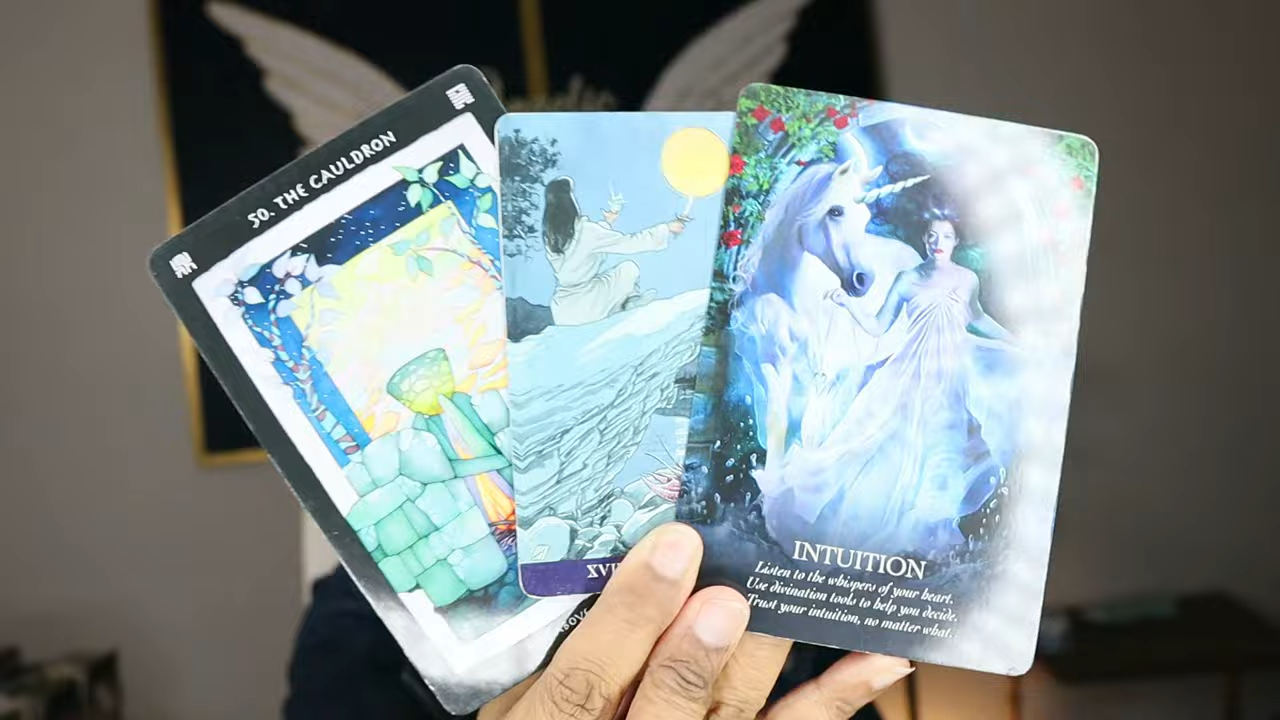 50. THE CAULDRON
INTUITION
Listen to the whispers of your heart.
Use divination tools to help you decide.
Trust your intuition, no matter what.